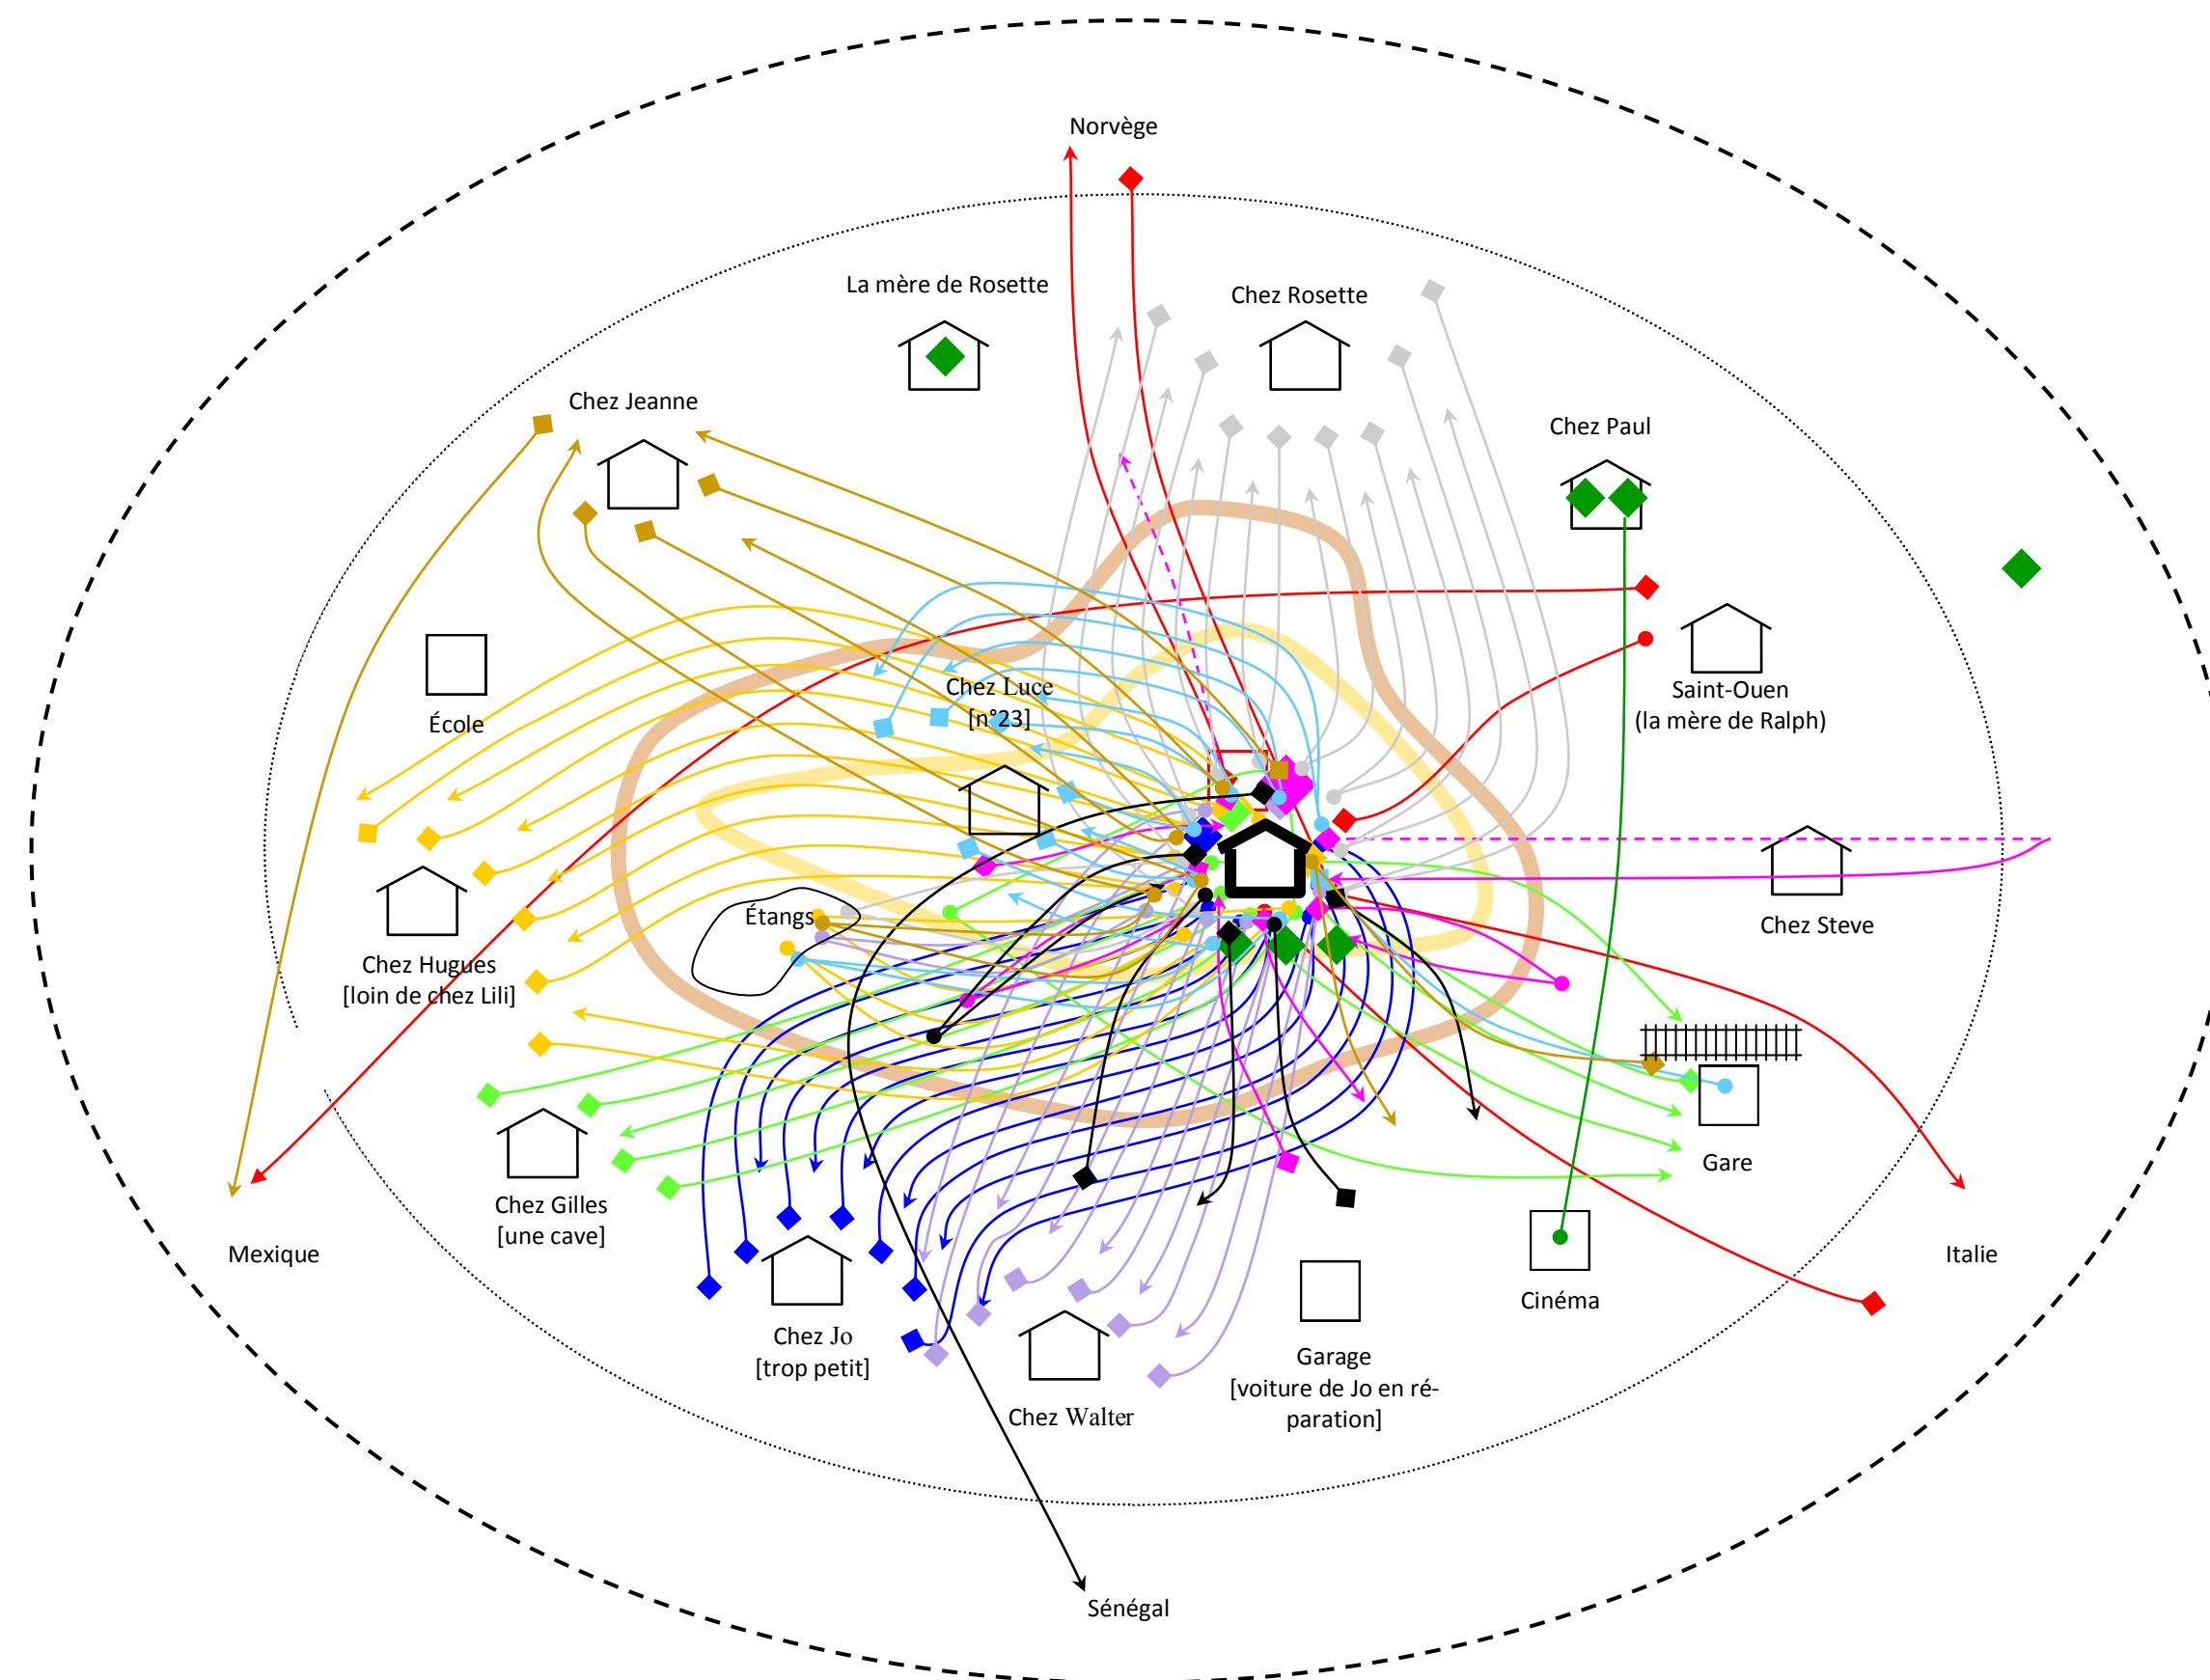 Norvège
La mère de Rosette
Chez Rosette
Chez Jeanne
Chez Paul
Chez Luce
[n°23]
Saint-Ouen
(la mère de Ralph)
École
Étangs
Chez Steve
Chez Hugues
[loin de chez Lili]
Gare
Chez Gilles
[une cave]
Mexique
Italie
Cinéma
Chez Jo
[trop petit]
Garage
[voiture de Jo en ré-
paration]
Chez Walter
Sénégal